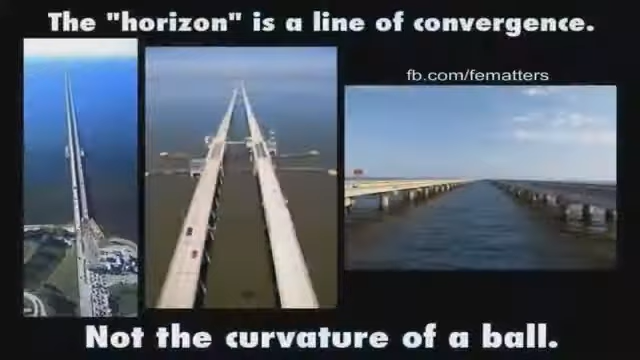 The "horizon" is a line of convergence.
fb.com/fematters
Not the curvature of a ball.